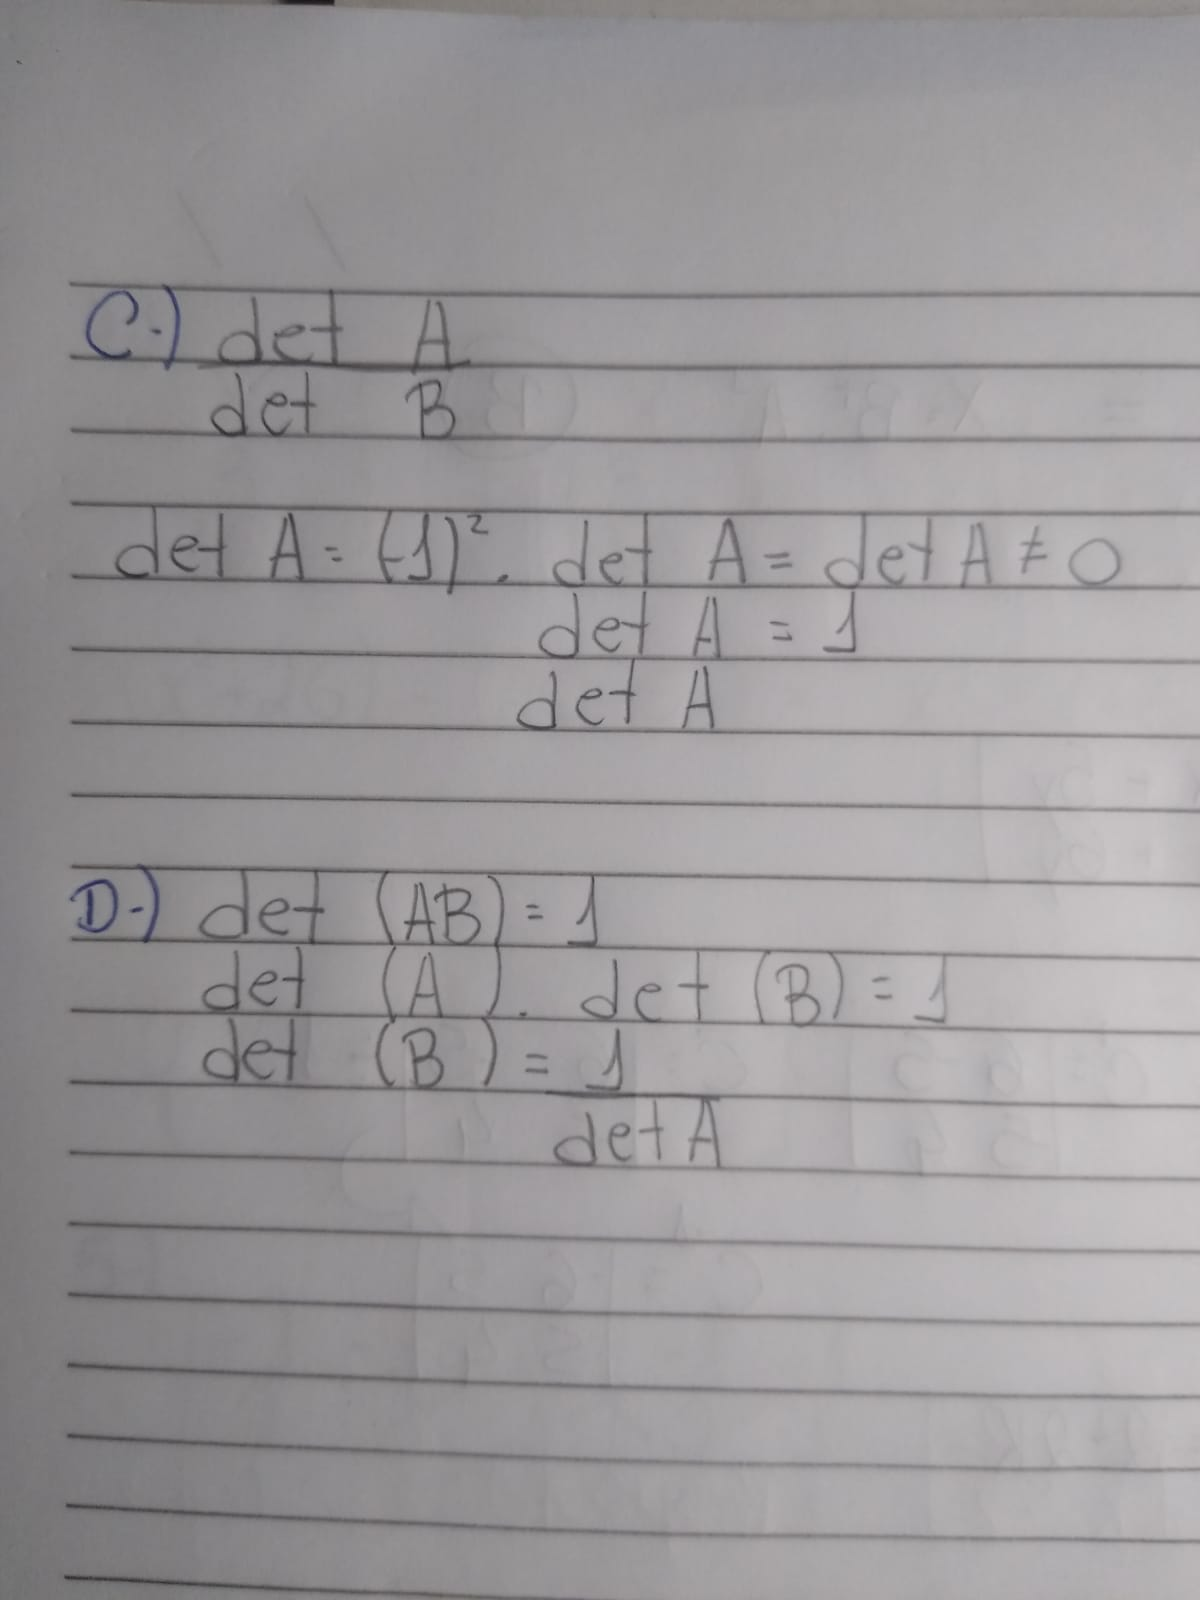 C-) det A
det B
det A = (-1)². det A = det A ≠ 0
det A = 1
det A
D-) det (AB) = 1
det (A). det (B) = 1
det (B) = 1
det A